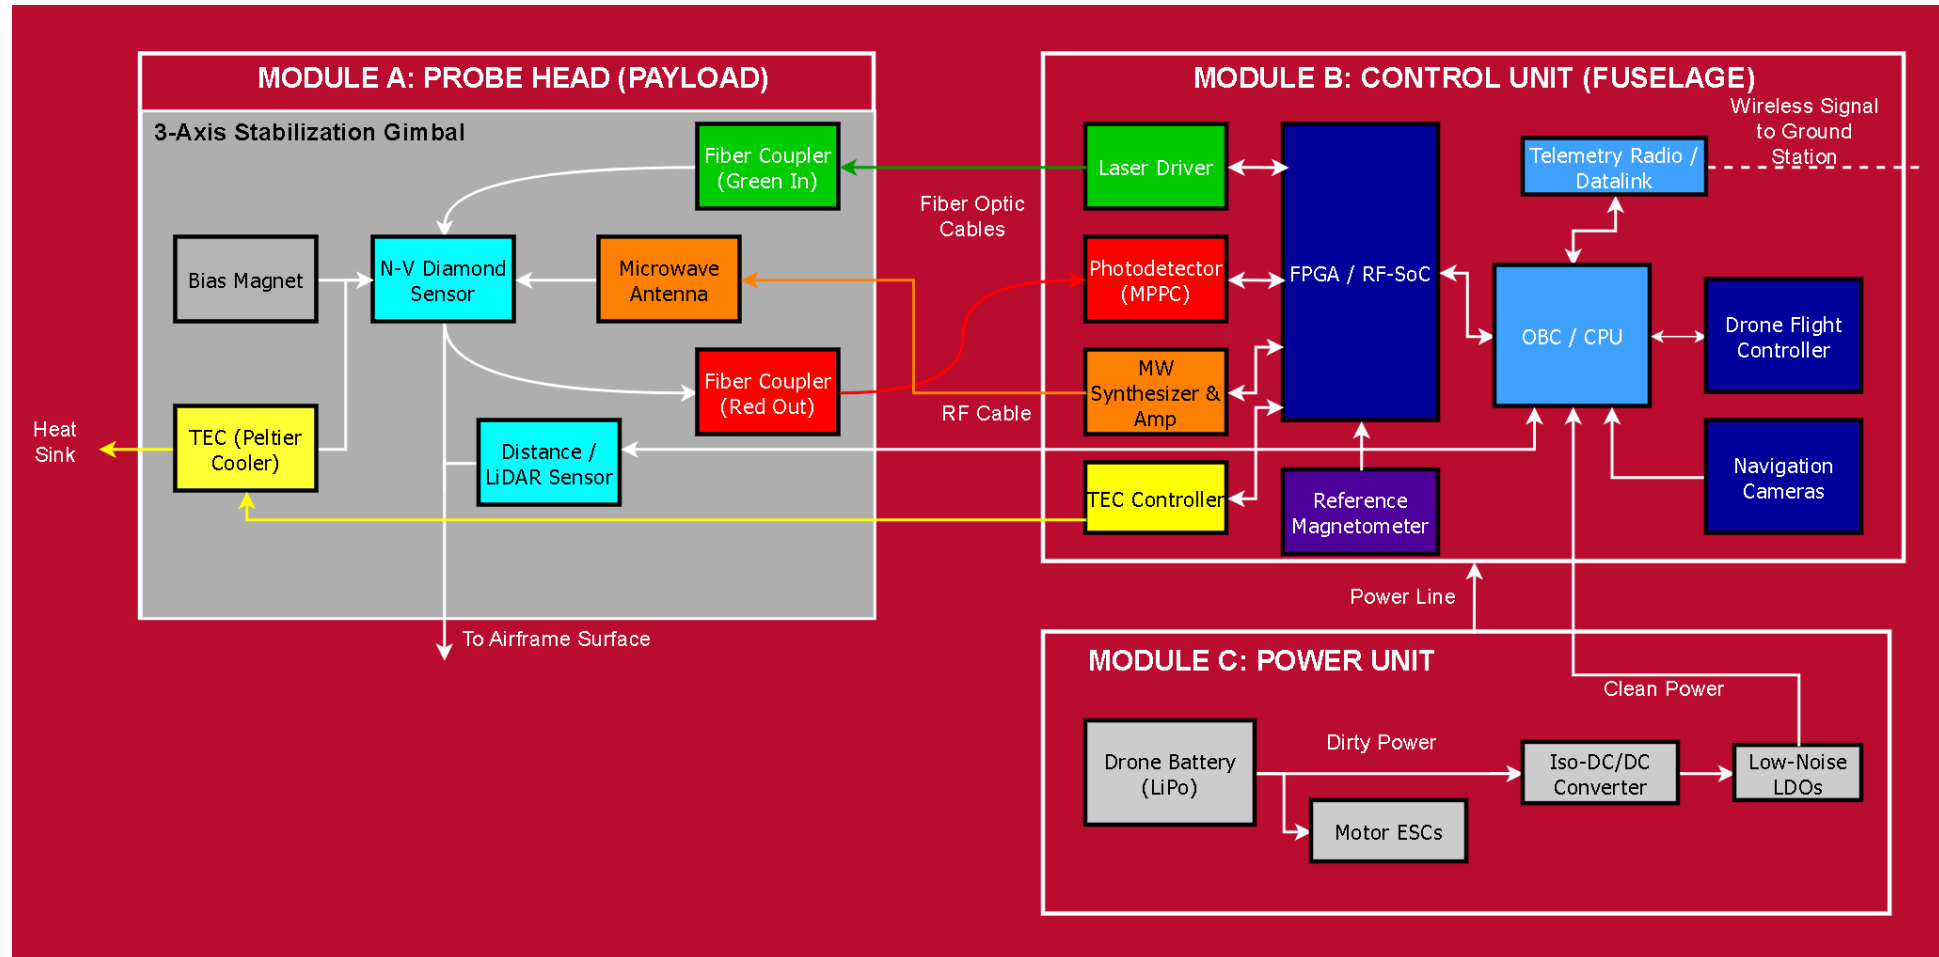 MODULE A: PROBE HEAD (PAYLOAD)
3-Axis Stabilization Gimbal
Fiber Coupler
(Green In)
Bias Magnet
N-V Diamond
Sensor
Microwave
Antenna
Fiber Coupler
(Red Out)
TEC (Peltier
Cooler)
Distance /
LiDAR Sensor
Heat
Sink
To Airframe Surface
Fiber Optic
Cables
RF Cable
MODULE B: CONTROL UNIT (FUSELAGE)
Wireless Signal
to Ground
Station
Laser Driver
Photodetector
(MPPC)
MW
Synthesizer &
Amp
TEC Controller
FPGA / RF-SoC
Reference
Magnetometer
Telemetry Radio /
Datalink
OBC / CPU
Drone Flight
Controller
Navigation
Cameras
Power Line
MODULE C: POWER UNIT
Clean Power
Drone Battery
(LiPo)
Dirty Power
Motor ESCs
Iso-DC/DC
Converter
Low-Noise
LDOs